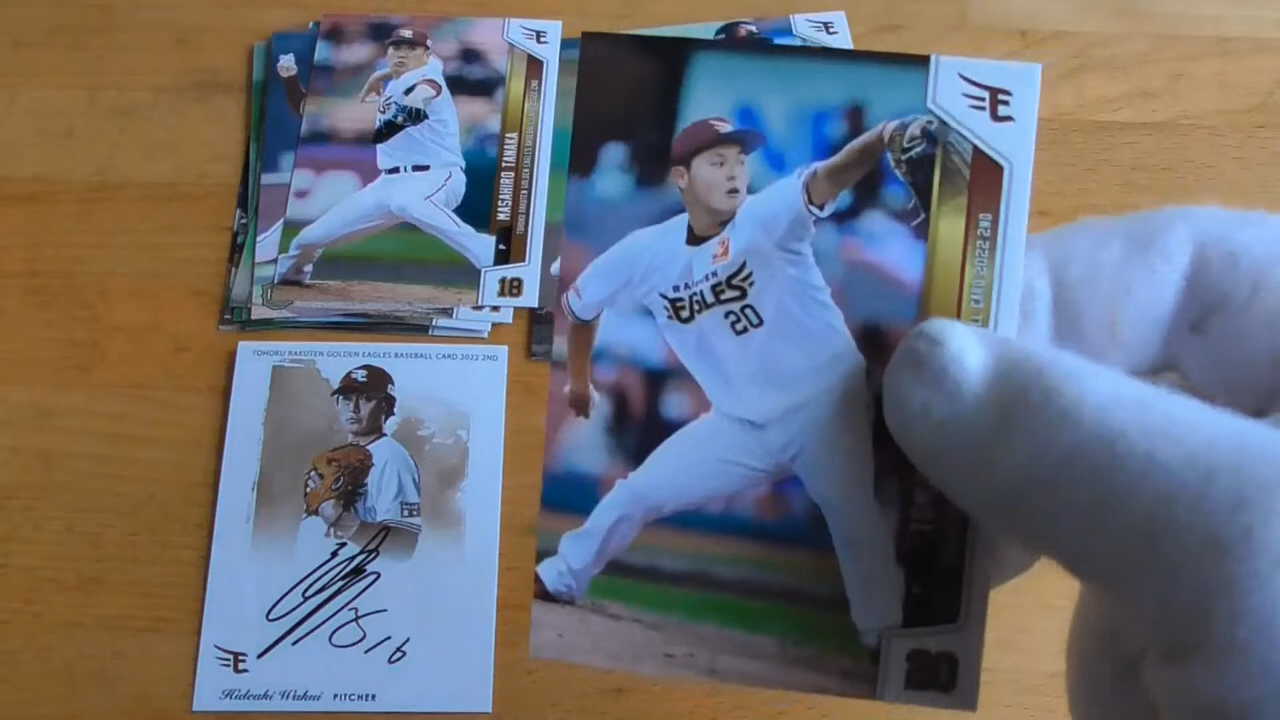 MASAHIRO TANAKA
TOHOKU RAKUTEN GOLDEN EAGLES BASEBALL CARD 2022 2ND
P
18
TOHOKU RAKUTEN GOLDEN EAGLES BASEBALL CARD 2022 2ND
16
Hideaki Wakui PITCHER
EAGLES
20
CARD 2022 2ND
20